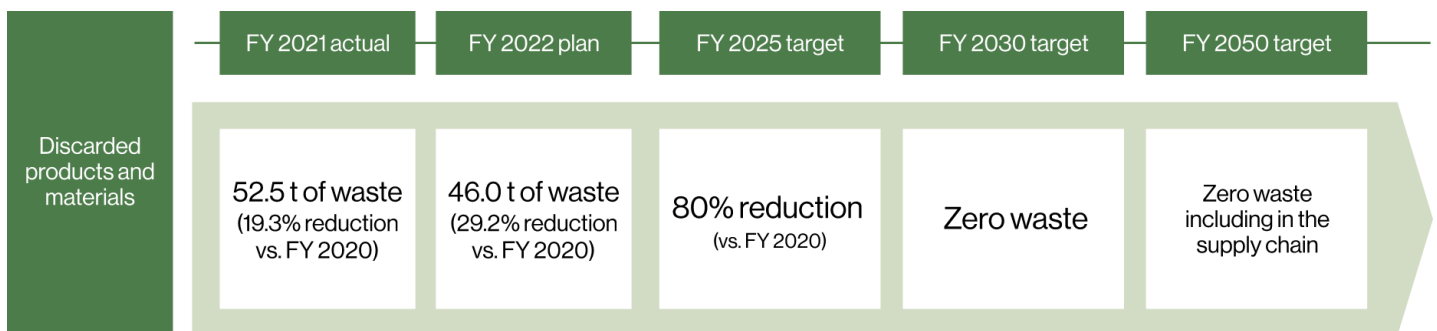 FY 2021 actual
FY 2022 plan
FY 2025 target
FY 2030 target
FY 2050 target
Discarded
products and
materials
52.5 t of waste
(19.3% reduction
vs. FY 2020)
46.0 t of waste
(29.2% reduction
vs. FY 2020)
80% reduction
(vs. FY 2020)
Zero waste
Zero waste
including in the
supply chain